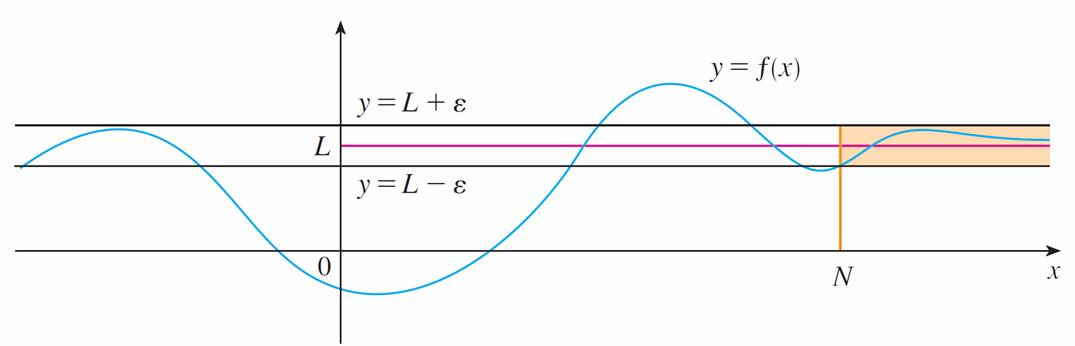 y = f(x)
y = L + ε
L
y = L − ε
0
N
x